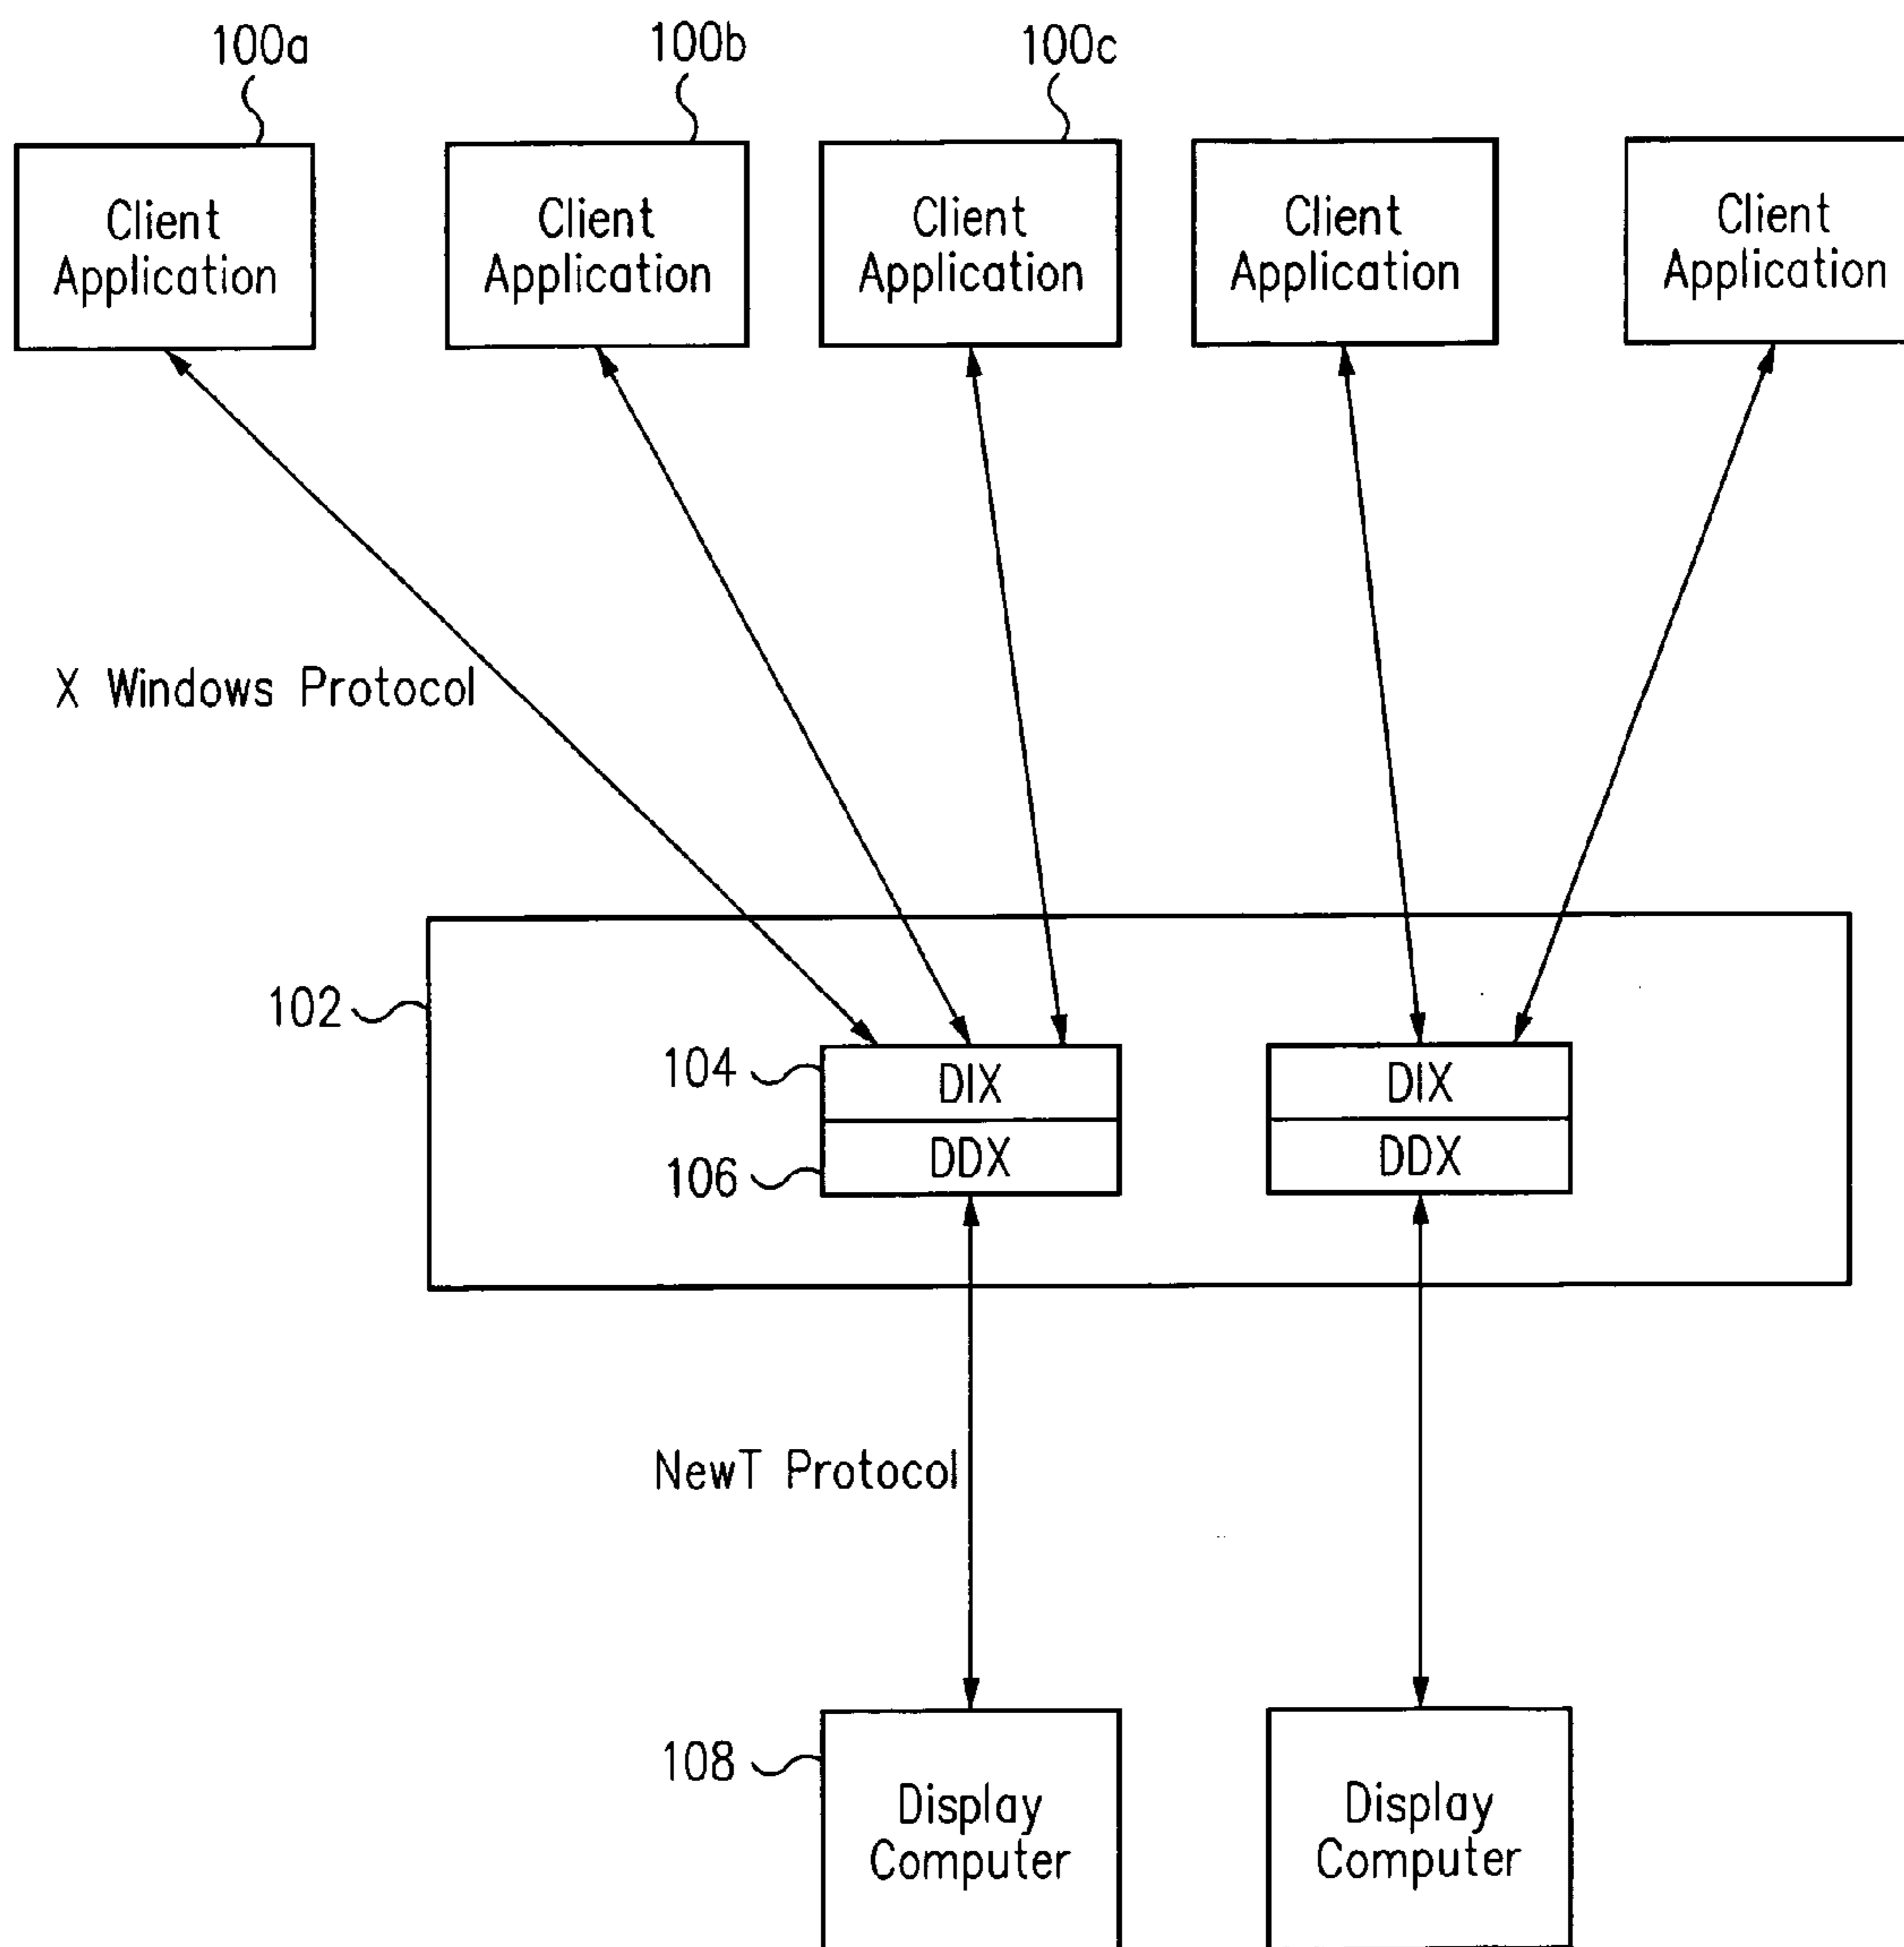 100a
100b
100c
Client
Application
Client
Application
Client
Application
Client
Application
Client
Application
X Windows Protocol
102
104
DIX
DIX
106
DDX
DDX
NewT Protocol
108
Display
Computer
Display
Computer